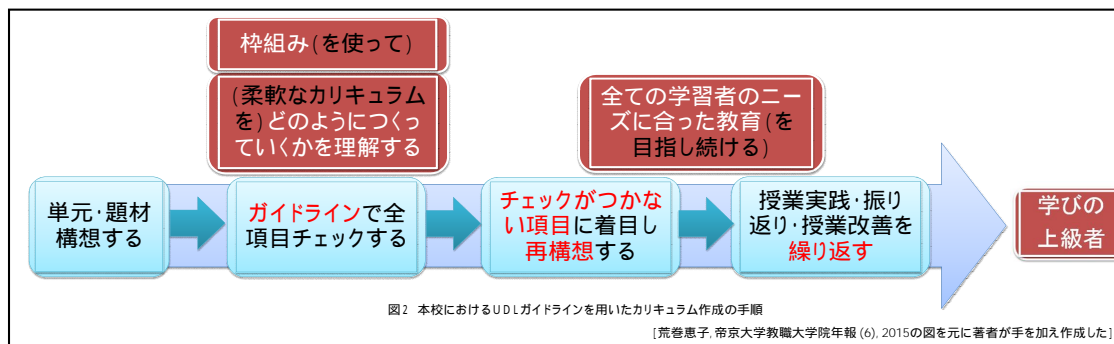 枠組み(を使って)
(柔軟なカリキュラム
を)どのようにつくっ
ていくかを理解する
全ての学習者のニー
ズに合った教育(を
目指し続ける)
単元・題材
構想する
ガイドラインで全
項目チェックする
チェックがつかな
い項目に着目し
再構想する
授業実践・振り
返り・授業改善を
繰り返す
学びの
上級者
図2 本校におけるUDLガイドラインを用いたカリキュラム作成の手順
[荒巻恵子,帝京大学教職大学院年報(6),2015の図を元に著者が手を加え作成した]